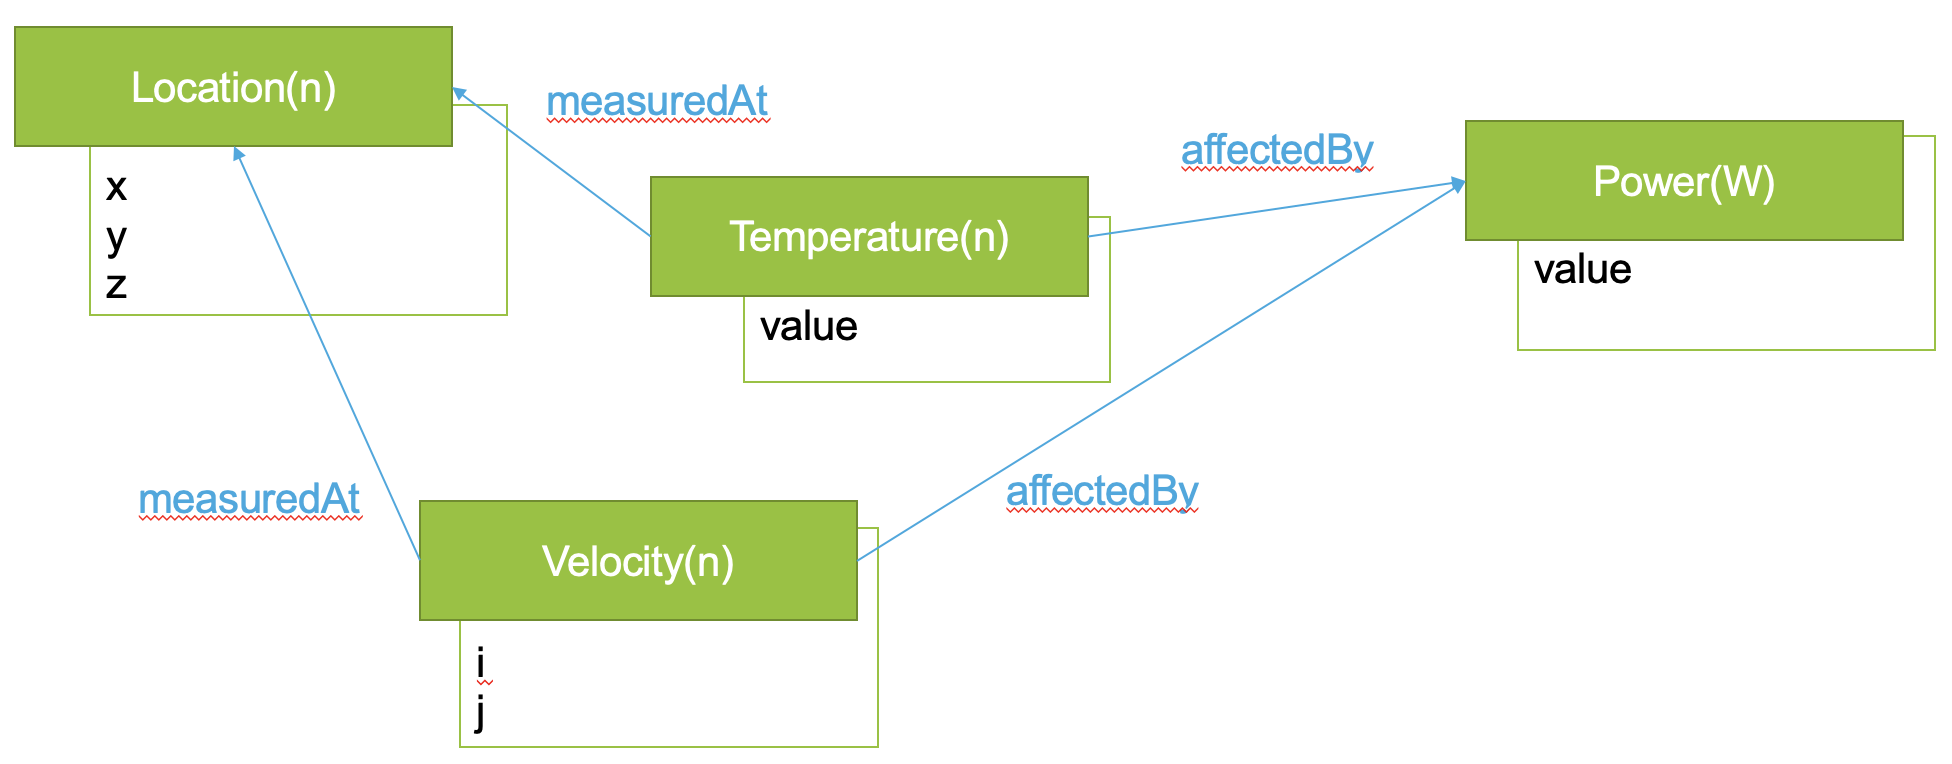 Location(n)
x
y
z
measuredAt
Temperature(n)
value
affectedBy
Power(W)
value
measuredAt
Velocity(n)
i
j
affectedBy